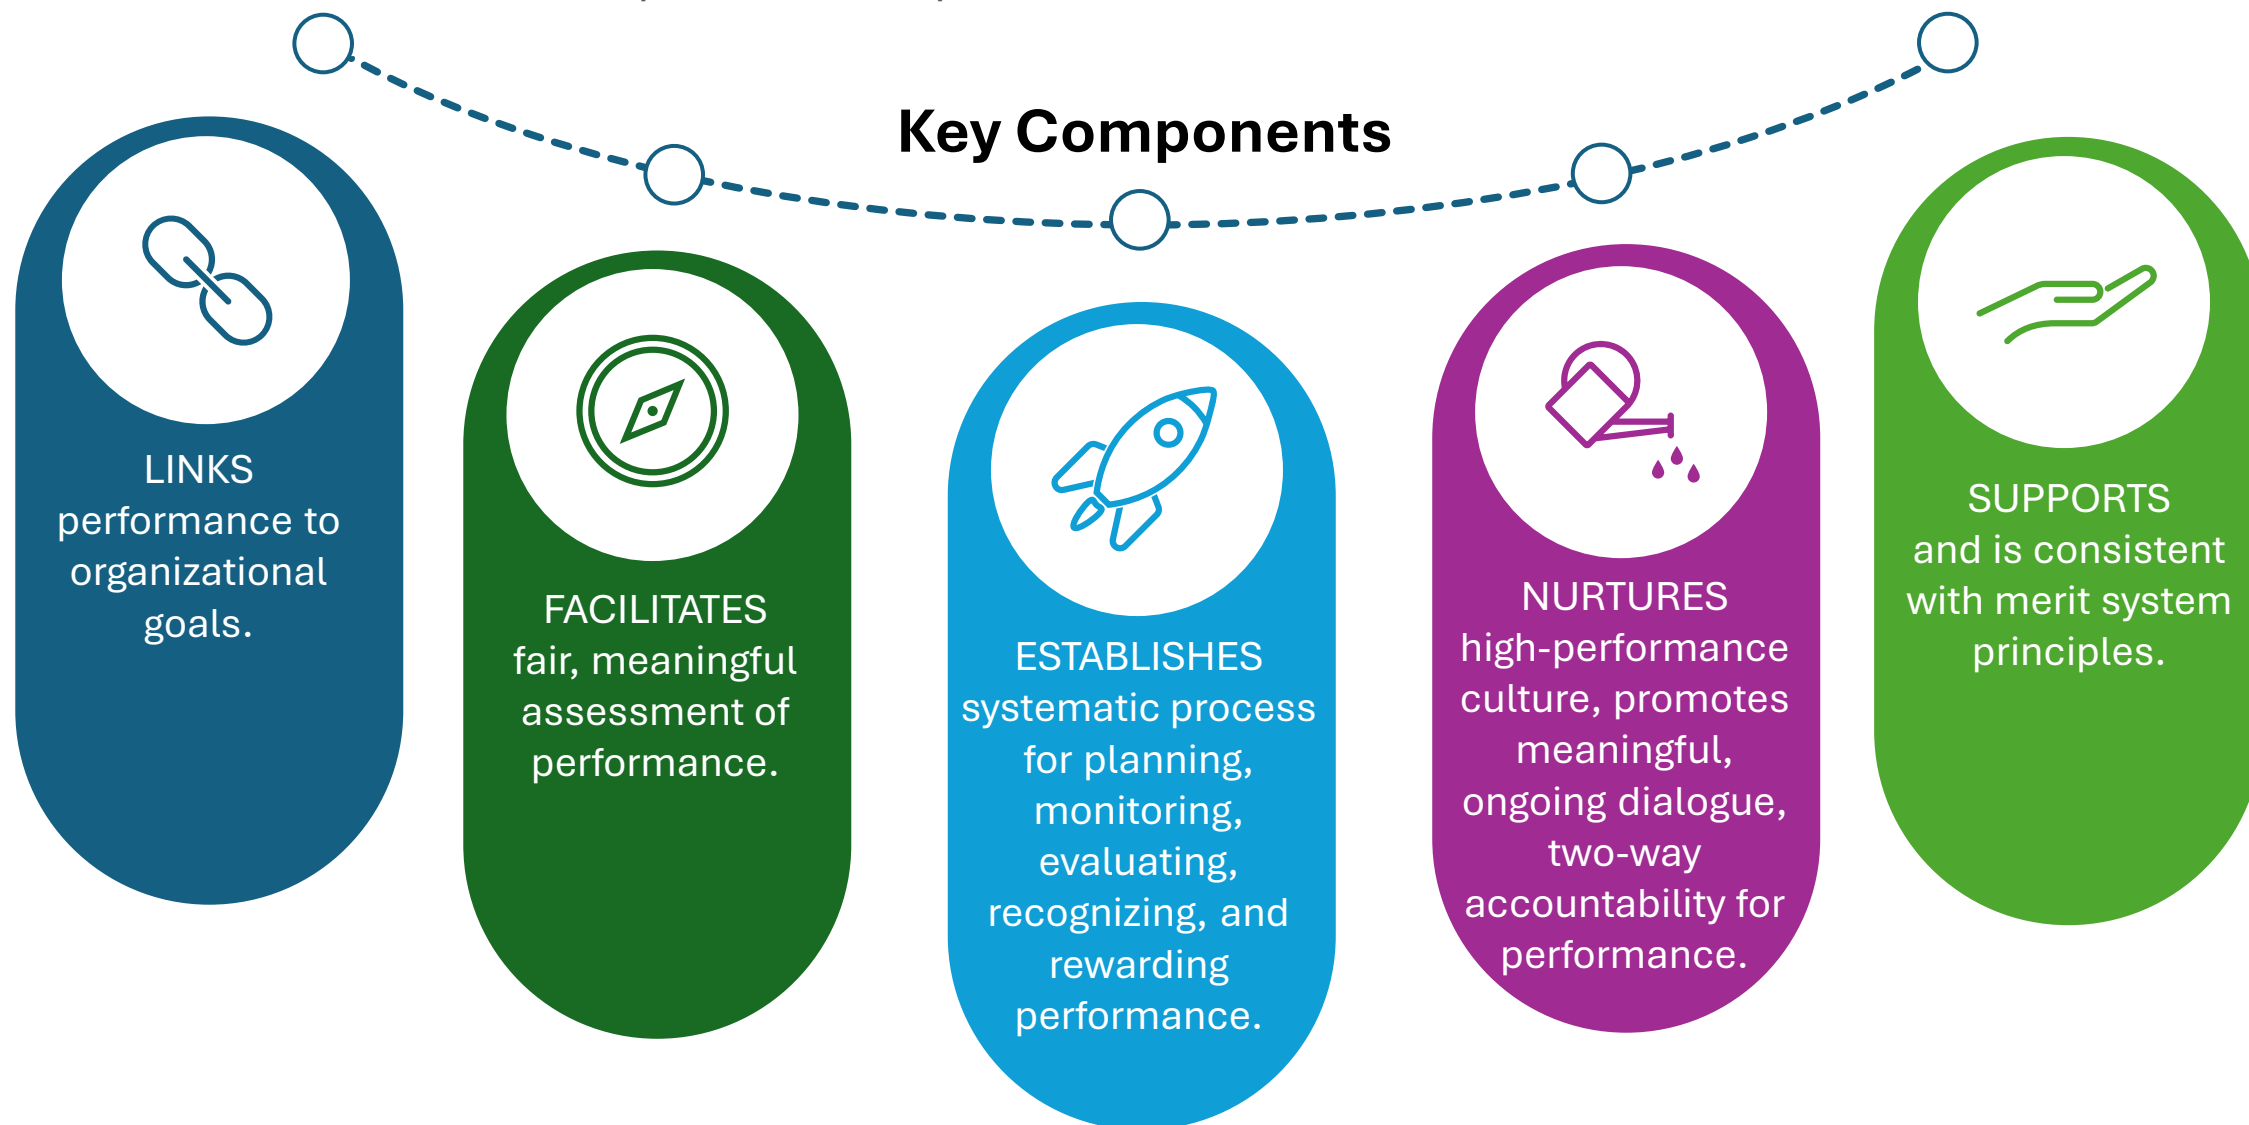 Key Components
LINKS
performance to
organizational
goals.
FACILITATES
fair, meaningful
assessment of
performance.
ESTABLISHES
systematic process
for planning,
monitoring,
evaluating,
recognizing, and
rewarding
performance.
NURTURES
high-performance
culture, promotes
meaningful,
ongoing dialogue,
two-way
accountability for
performance.
SUPPORTS
and is consistent
with merit system
principles.